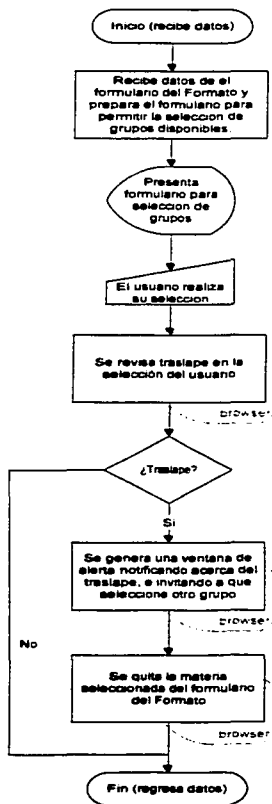 Inicio (recibe datos)
Recibe datos de el
formulario del Formato y
prepara el formulario para
permitir la seleccion de
grupos disponibles.
Presenta
formulario para
seleccion de
grupos
El usuario realiza
su seleccion
Se revisa traslape en la
selección del usuario
browser
¿Traslape?
Si
Se genera una ventana de
alerta notificando acerca del
traslape, e invitando a que
seleccione otro grupo
browser
No
Se quita la materia
seleccionada del formulario
del Formato
browser
Fin (regresa datos)